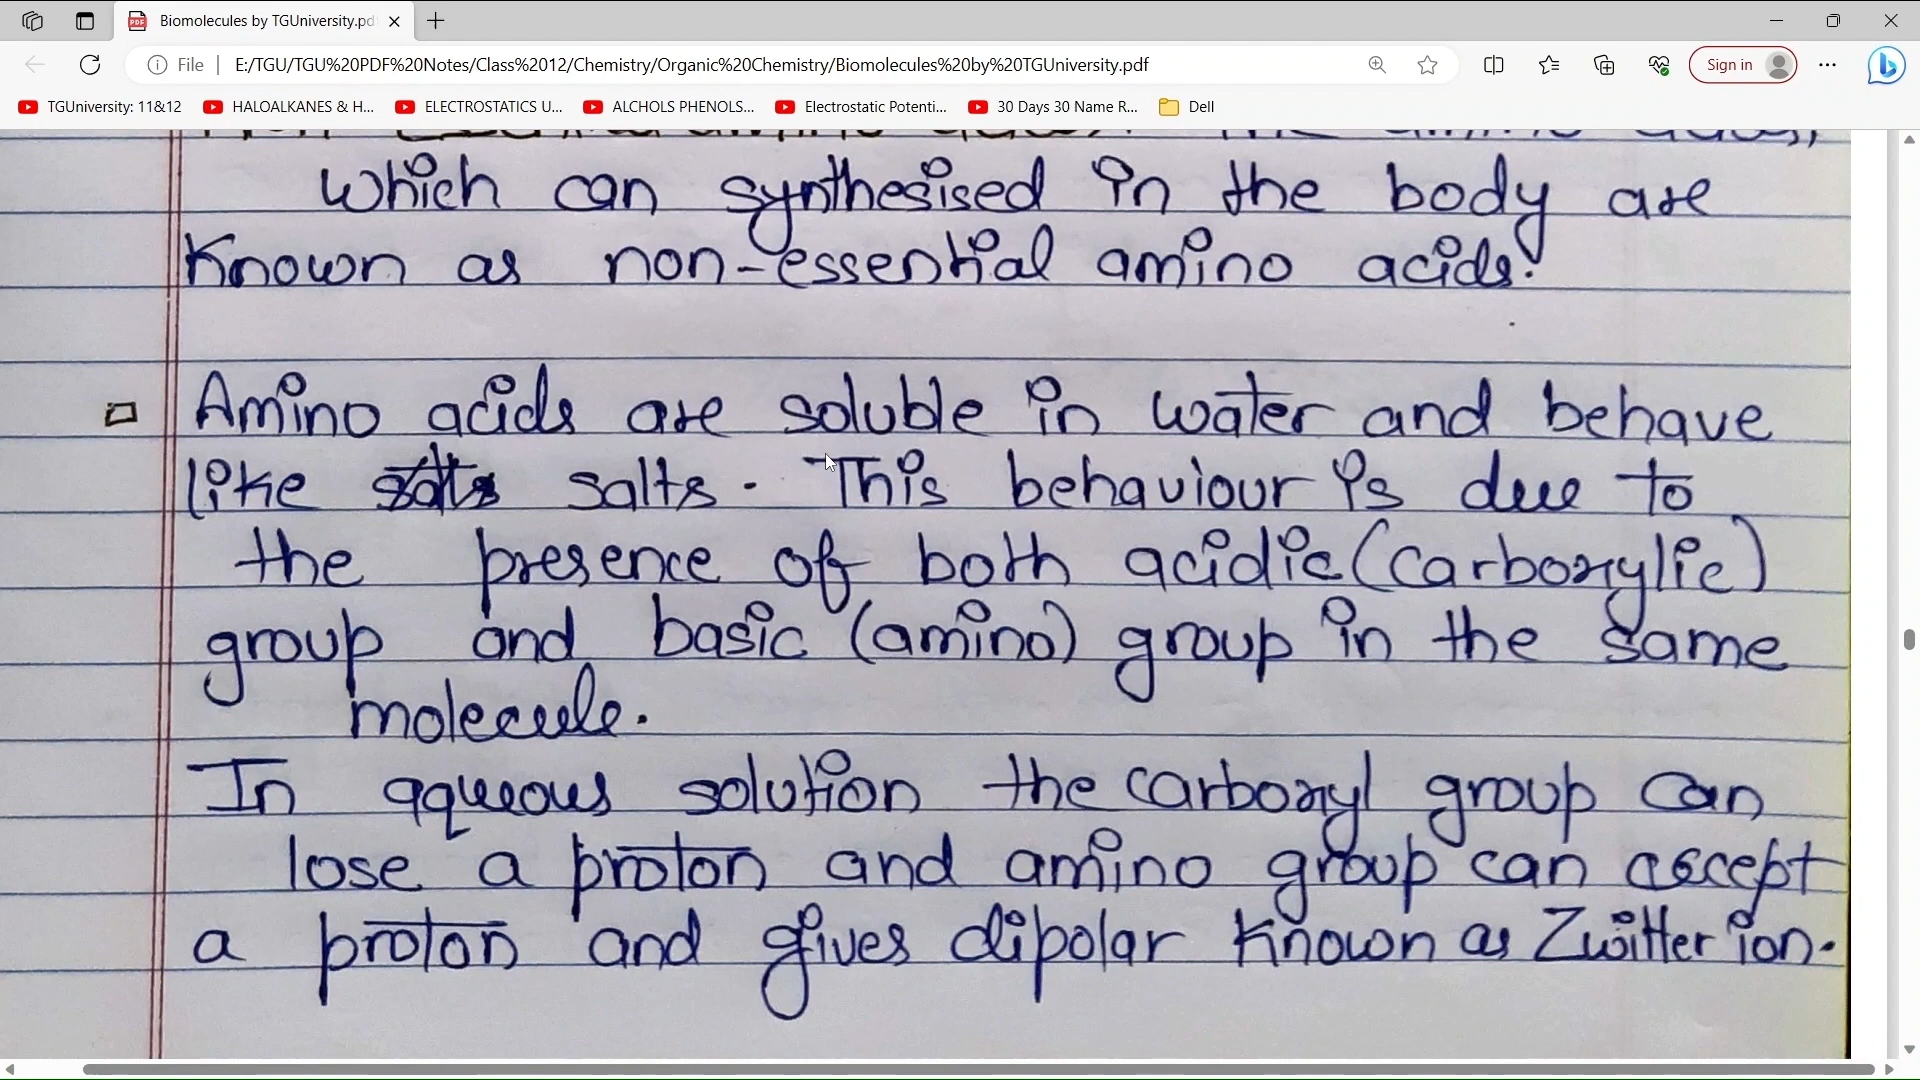 Biomolecules by TGUniversity.pd
File
E:/TGU/TGU%20PDF%20Notes/Class%2012/Chemistry/Organic%20Chemistry/Biomolecules%20by%20TGUniversity.pdf
Sign in
TGUniversity: 11&12 HALOALKANES & H... ELECTROSTATICS U... ALCHOLS PHENOLS... Electrostatic Potenti... 30 Days 30 Name R... Dell
which can synthesised in the body are
Known as non-essential amino acids.
Amino acids are soluble in water and behave
like salts salts. This behaviour is due to
the presence of both acidic (carboxylic)
group and basic (amino) group in the same
molecule.
In aqueous solution the carboxyl group can
lose a proton and amino group can accept
a proton and gives dipolar known as Zwitter ion.